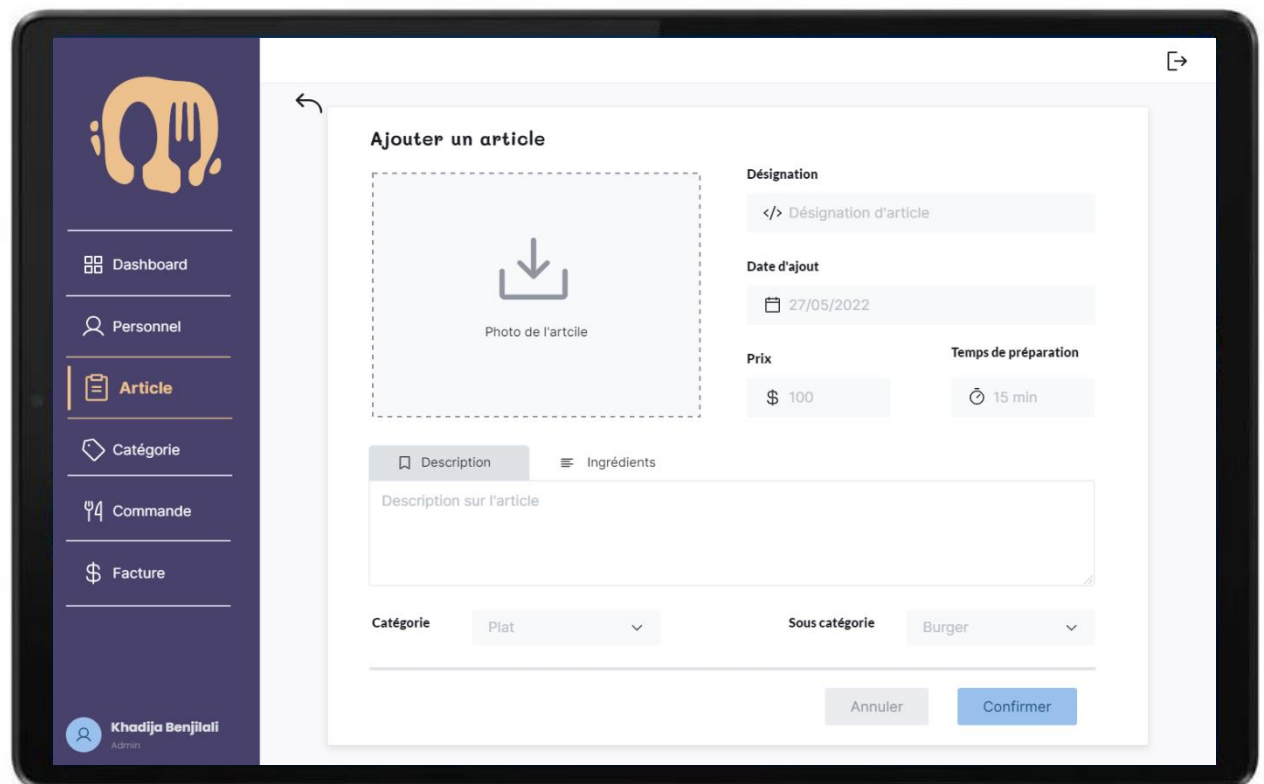 Dashboard
Personnel
Article
Catégorie
Commande
Facture
Khadija Benjilali
Admin
Ajouter un article
Photo de l'artcile
Désignation
</> Désignation d'article
Date d'ajout
27/05/2022
Prix
$ 100
Temps de préparation
15 min
Description
Ingrédients
Description sur l'article
Catégorie
Plat
Sous catégorie
Burger
Annuler
Confirmer